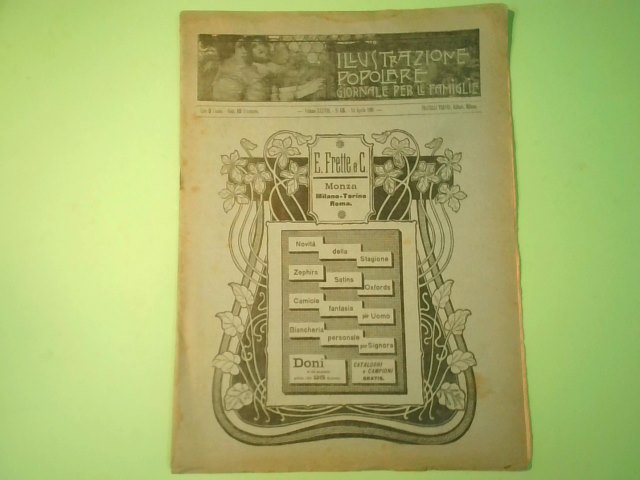 ILLUSTRAZIONE
POPOLARE
GIORNALE PER LE FAMIGLIE
E. Frette e C.
Monza
Milano-Torino
Roma.
Novità
della
Stagione
Zephirs
Satins
Oxfords
Camicie
fantasia
per Uomo
Biancheria
personale
per Signora
Doni
CATALOGHI
e CAMPIONI
GRATIS.